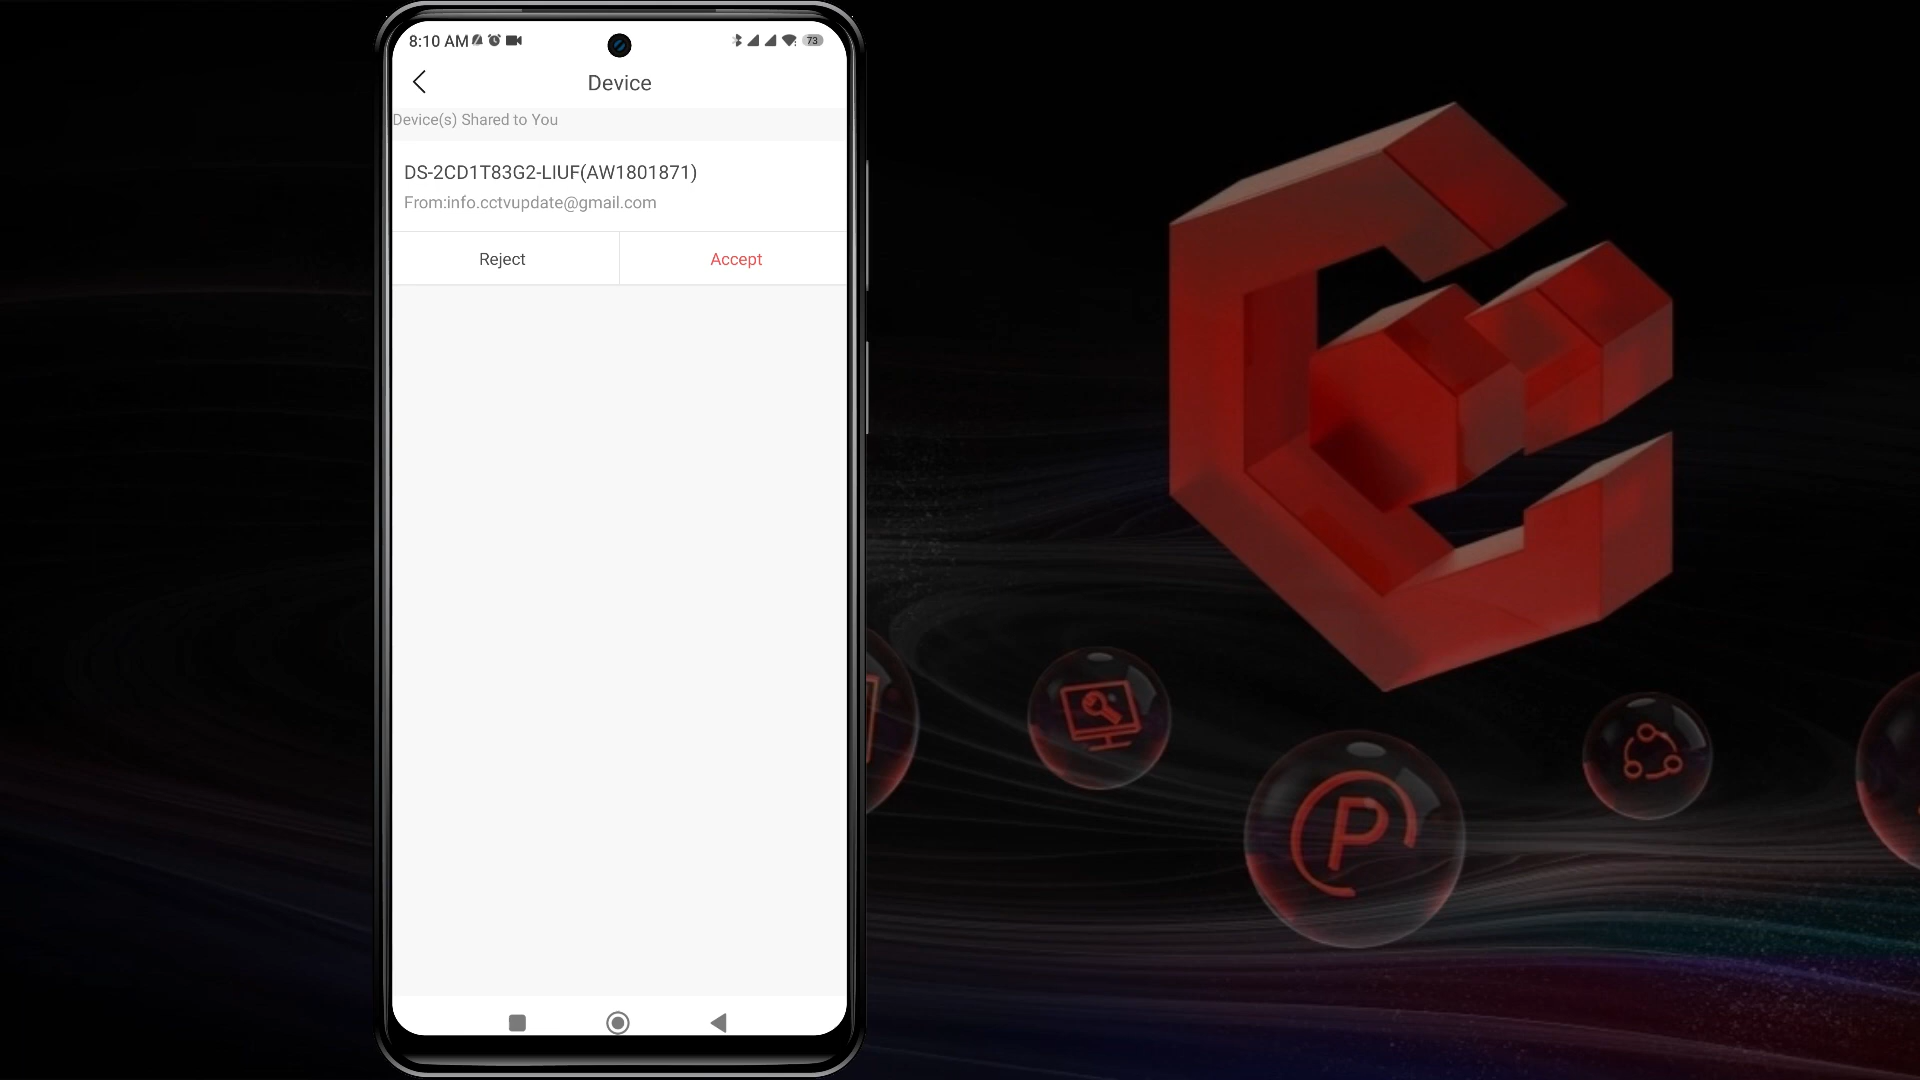 8:10 AM
73
Device
Device(s) Shared to You
DS-2CD1T83G2-LIUF(AW1801871)
From:info.cctvupdate@gmail.com
Reject
Accept
P